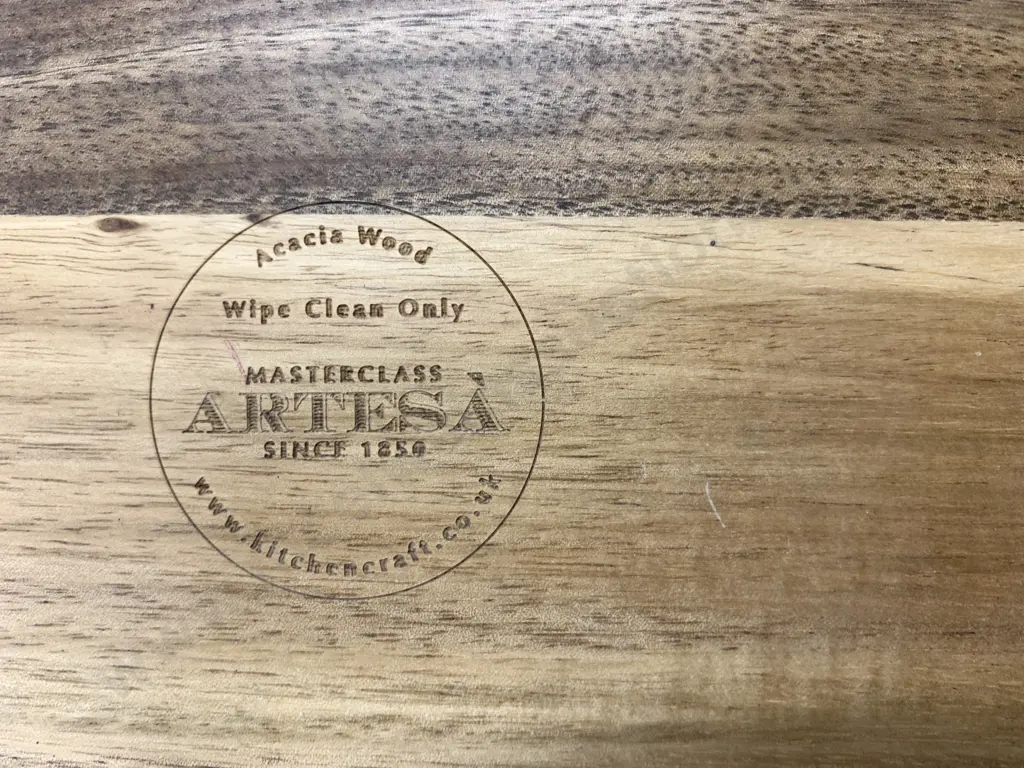 Acacia Wood
Wipe Clean Only
MASTERCLASS
ARTESÀ
SINCE 1850
www.kitchencraft.co.uk